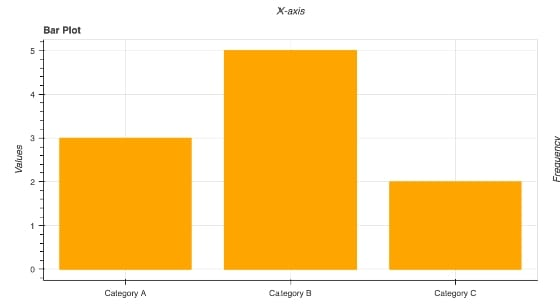 X-axis
Bar Plot
5
4
3
2
1
0
Values
Category A
Category B
Category C
Frequency